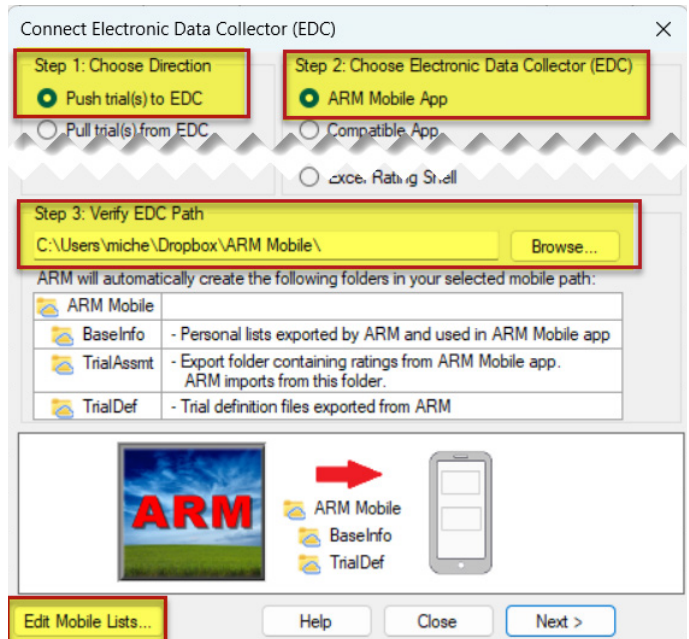 Connect Electronic Data Collector (EDC)
Step 1: Choose Direction
Push trial(s) to EDC
Pull trial(s) from EDC
Step 2: Choose Electronic Data Collector (EDC)
ARM Mobile App
Compatible App
Excel Rating Shell
Step 3: Verify EDC Path
C:\Users\miche\Dropbox\ARM Mobile\
Browse...
ARM will automatically create the following folders in your selected mobile path:
ARM Mobile
BaseInfo - Personal lists exported by ARM and used in ARM Mobile app
TrialAssmt - Export folder containing ratings from ARM Mobile app.
ARM imports from this folder.
TrialDef - Trial definition files exported from ARM
ARM
ARM Mobile
BaseInfo
TrialDef
Edit Mobile Lists...
Help
Close
Next >